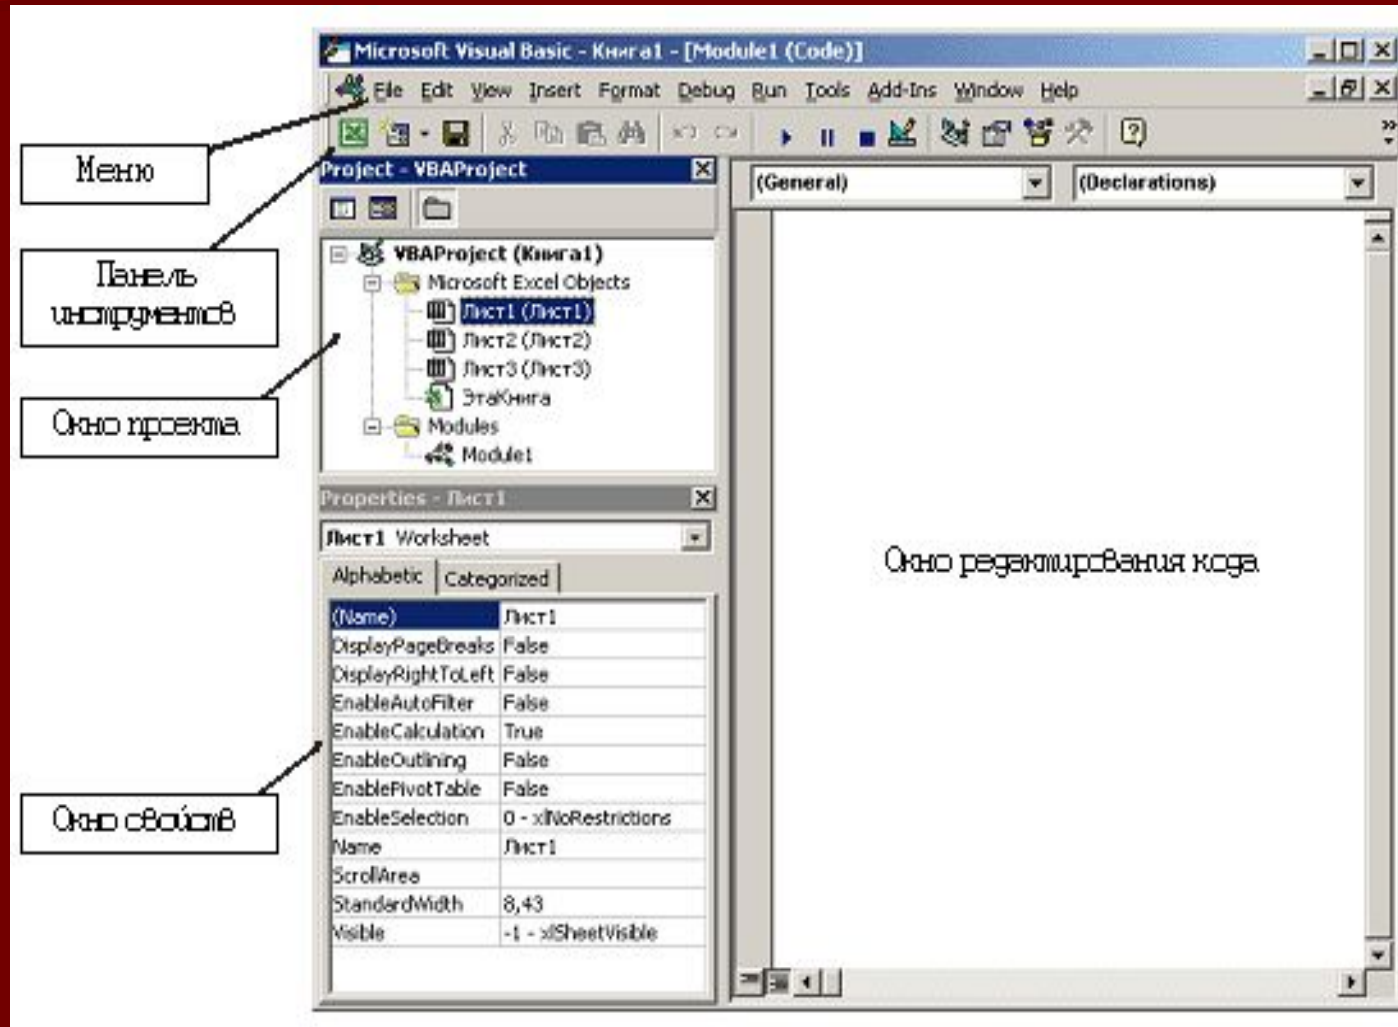 Microsoft Visual Basic - Книга1 - [Module1 (Code)]
File Edit View Insert Format Debug Run Tools Add-Ins Window Help
Меню
Панель
инструментов
Окно проекта
Окно свойств
Project - VBAProject
VBAProject (Книга1)
Microsoft Excel Objects
Лист1 (Лист1)
Лист2 (Лист2)
Лист3 (Лист3)
ЭтаКнига
Modules
Module1
Properties - Лист1
Лист1 Worksheet
Alphabetic Categorized
(Name) Лист1
DisplayPageBreaks False
DisplayRightToLeft False
EnableAutoFilter False
EnableCalculation True
EnableOutlining False
EnablePivotTable False
EnableSelection 0 - xlNoRestrictions
Name Лист1
ScrollArea
StandardWidth 8,43
Visible -1 - xlSheetVisible
(General) (Declarations)
Окно редактирования кода